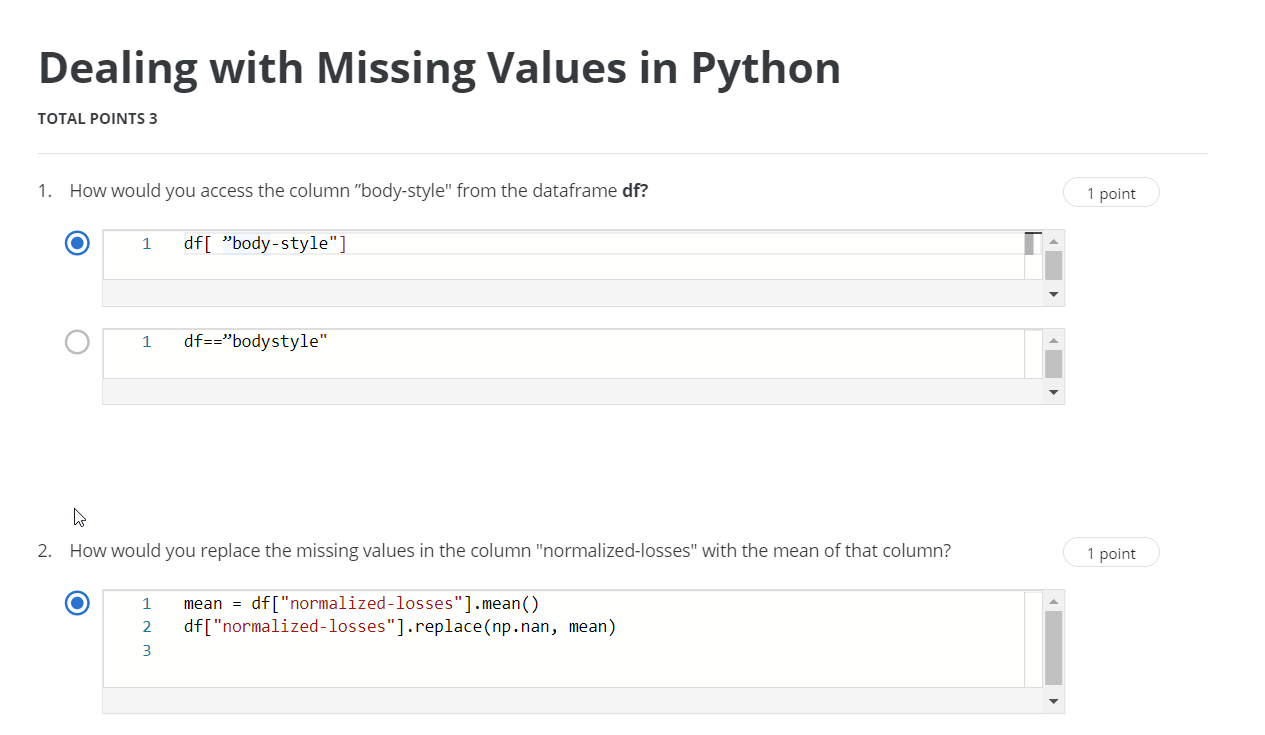 Dealing with Missing Values in Python
TOTAL POINTS 3
1. How would you access the column ”body-style" from the dataframe df?
1 point
1 df[ ”body-style"]
1 df==”bodystyle"
2. How would you replace the missing values in the column "normalized-losses" with the mean of that column?
1 point
1 mean = df["normalized-losses"].mean()
2 df["normalized-losses"].replace(np.nan, mean)
3